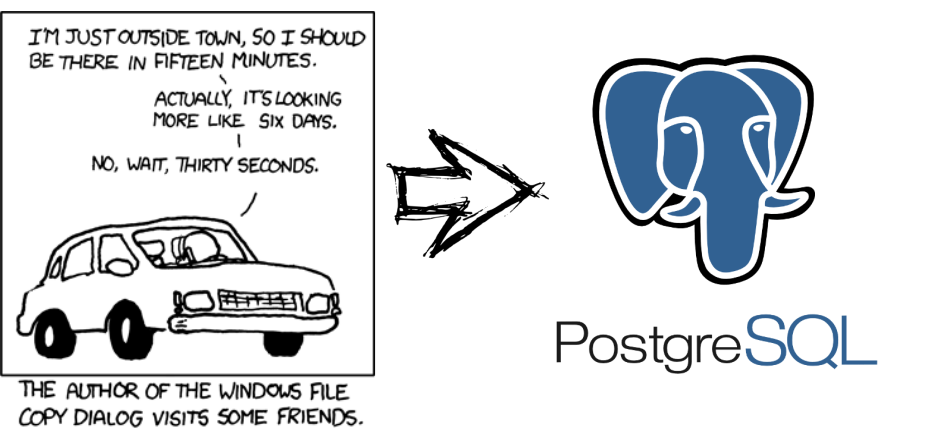 I'M JUST OUTSIDE TOWN, SO I SHOULD
BE THERE IN FIFTEEN MINUTES.
ACTUALLY, IT'S LOOKING
MORE LIKE SIX DAYS.
NO, WAIT, THIRTY SECONDS.
THE AUTHOR OF THE WINDOWS FILE
COPY DIALOG VISITS SOME FRIENDS.
PostgreSQL